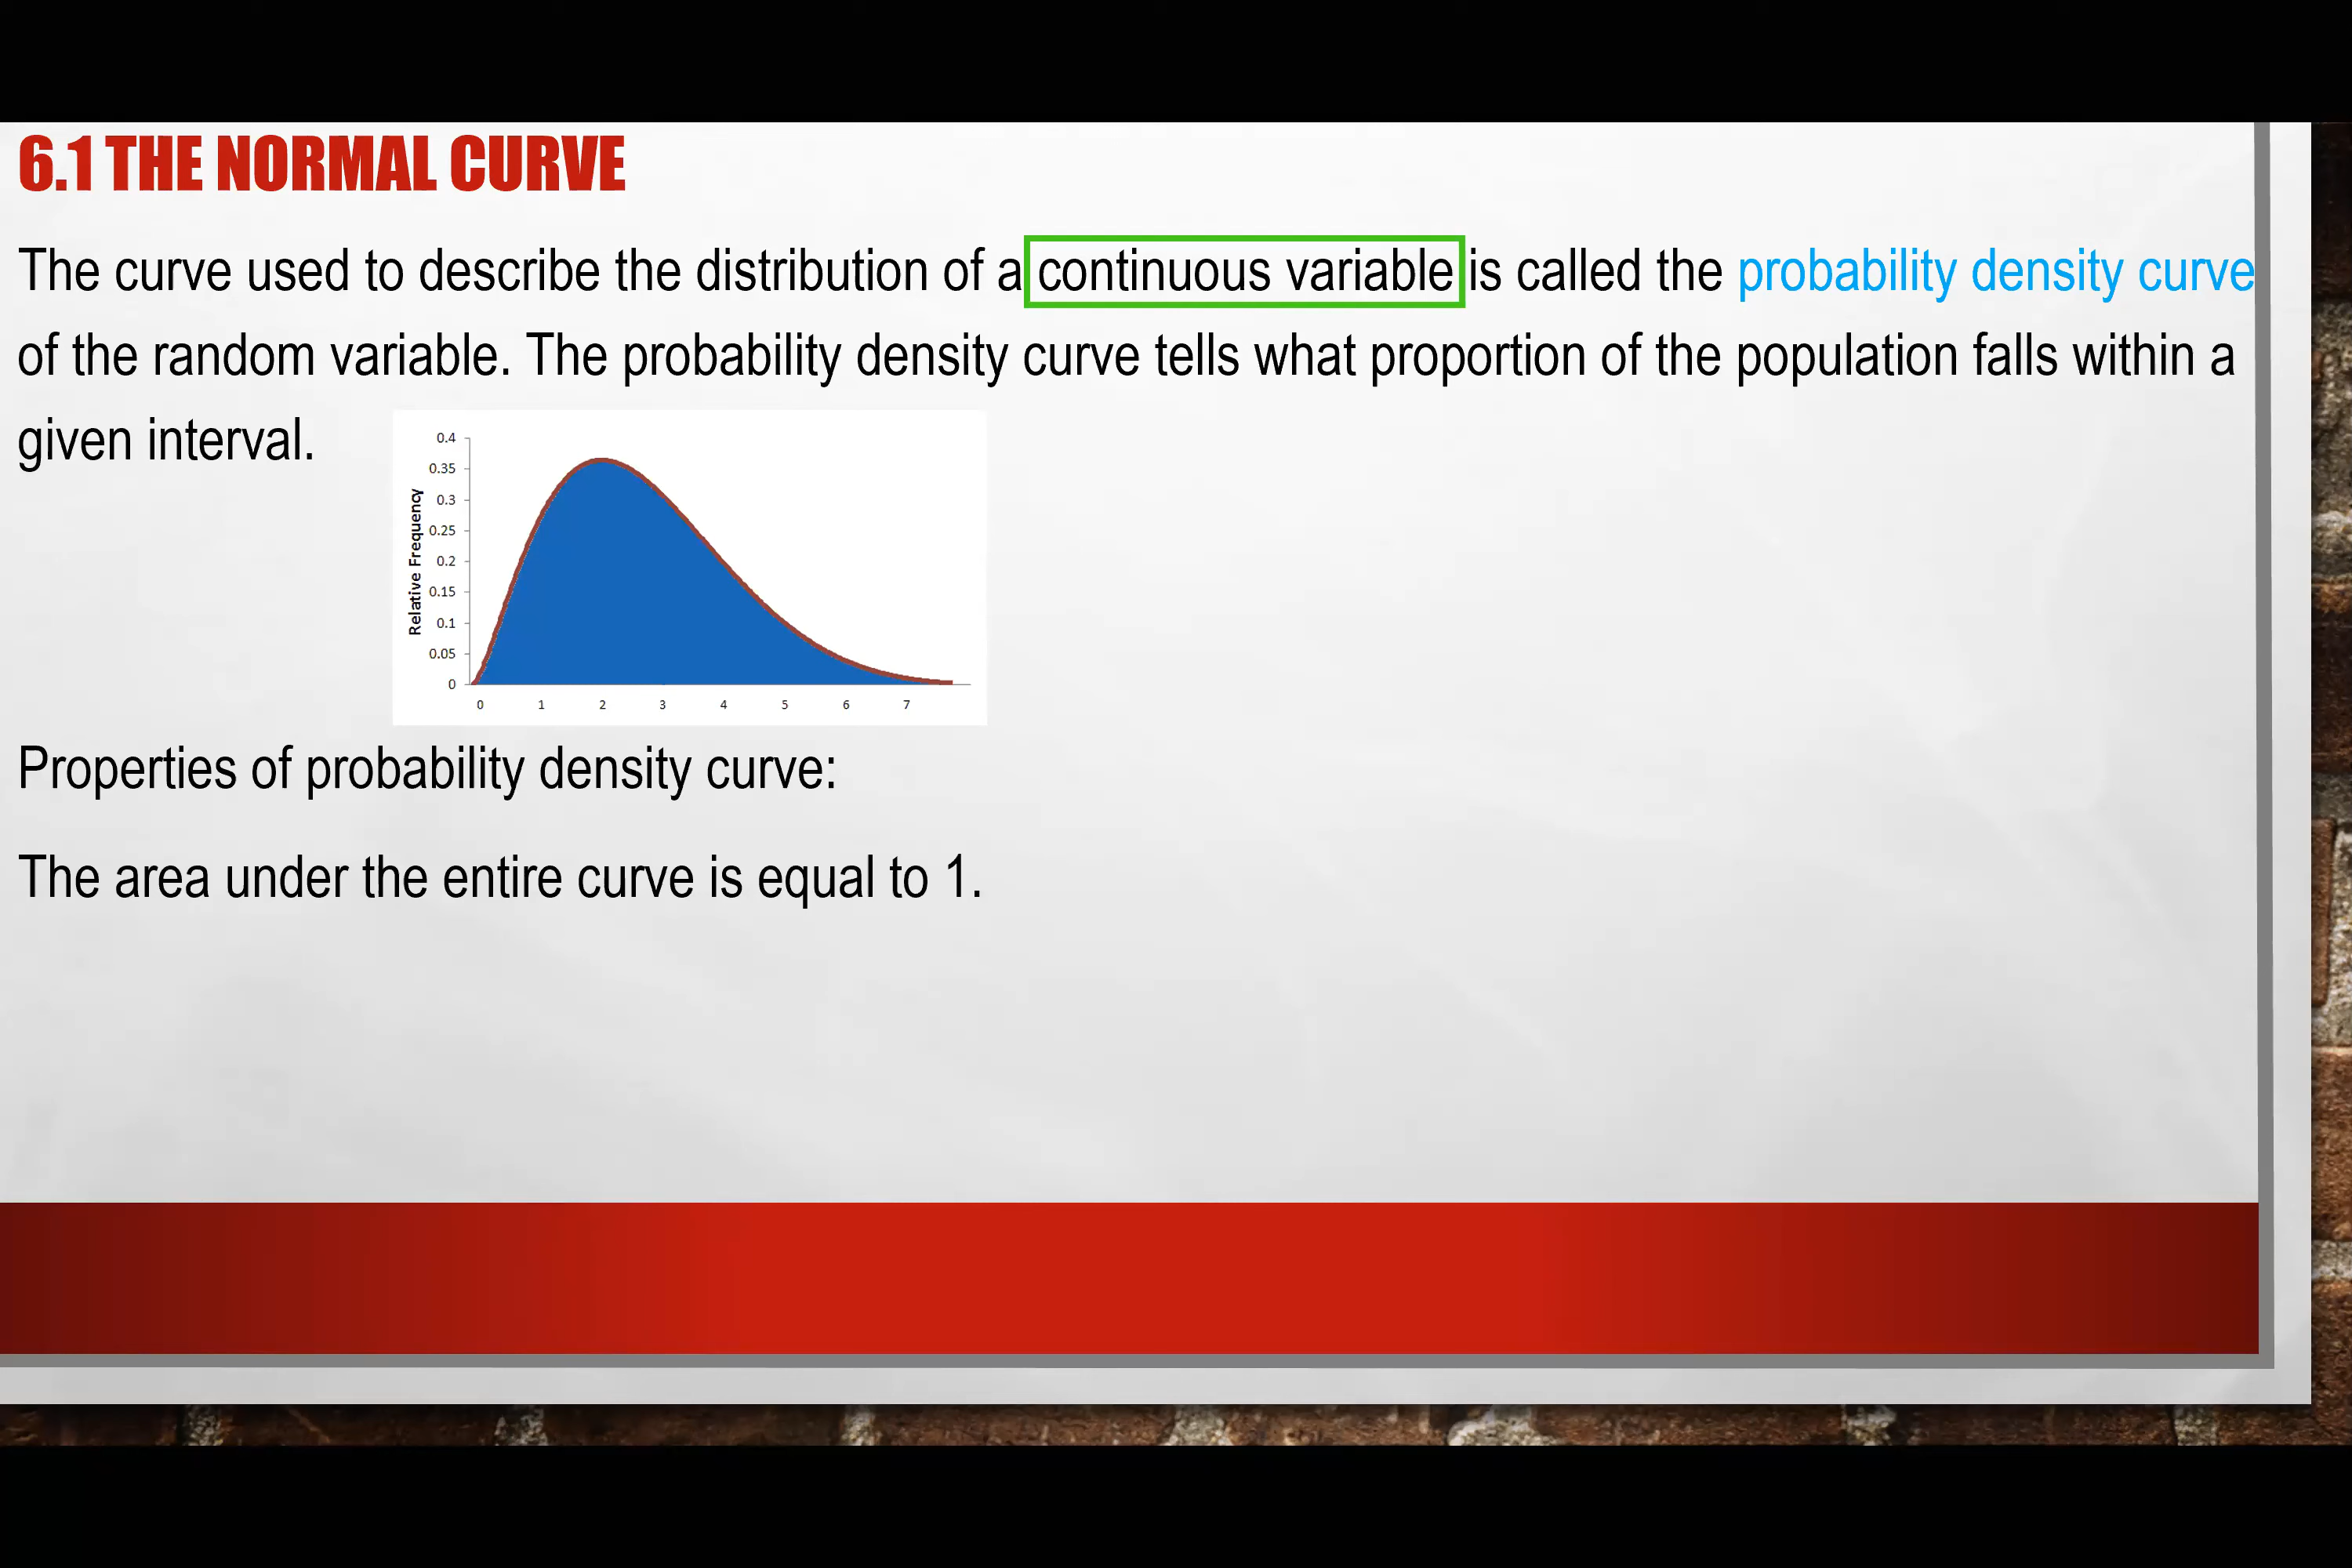 6.1 THE NORMAL CURVE
The curve used to describe the distribution of a continuous variable is called the probability density curve
of the random variable. The probability density curve tells what proportion of the population falls within a
given interval.
0.4
0.35
0.3
0.25
0.2
0.15
0.1
0.05
0
Relative Frequency
0 1 2 3 4 5 6 7
Properties of probability density curve:
The area under the entire curve is equal to 1.